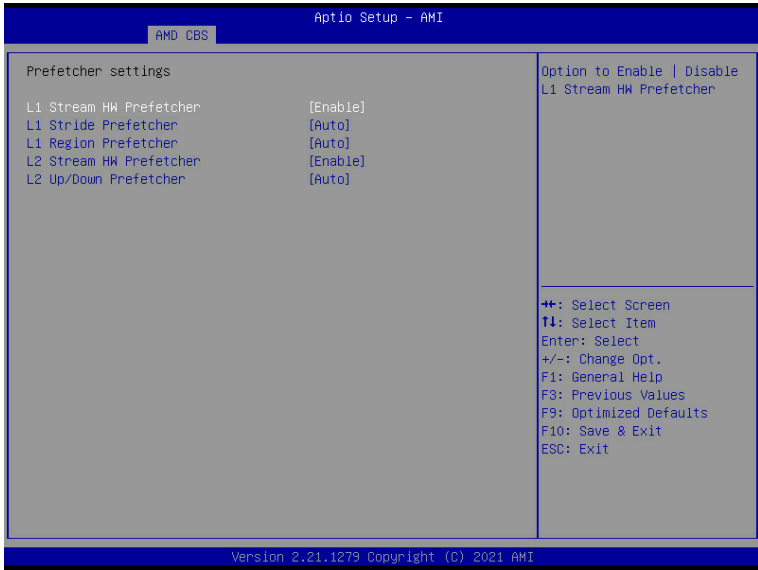 Aptio Setup – AMI
AMD CBS
Prefetcher settings
L1 Stream HW Prefetcher [Enable]
L1 Stride Prefetcher [Auto]
L1 Region Prefetcher [Auto]
L2 Stream HW Prefetcher [Enable]
L2 Up/Down Prefetcher [Auto]
Option to Enable | Disable
L1 Stream HW Prefetcher
→←: Select Screen
↑↓: Select Item
Enter: Select
+/-: Change Opt.
F1: General Help
F3: Previous Values
F9: Optimized Defaults
F10: Save & Exit
ESC: Exit
Version 2.21.1279 Copyright (C) 2021 AMI